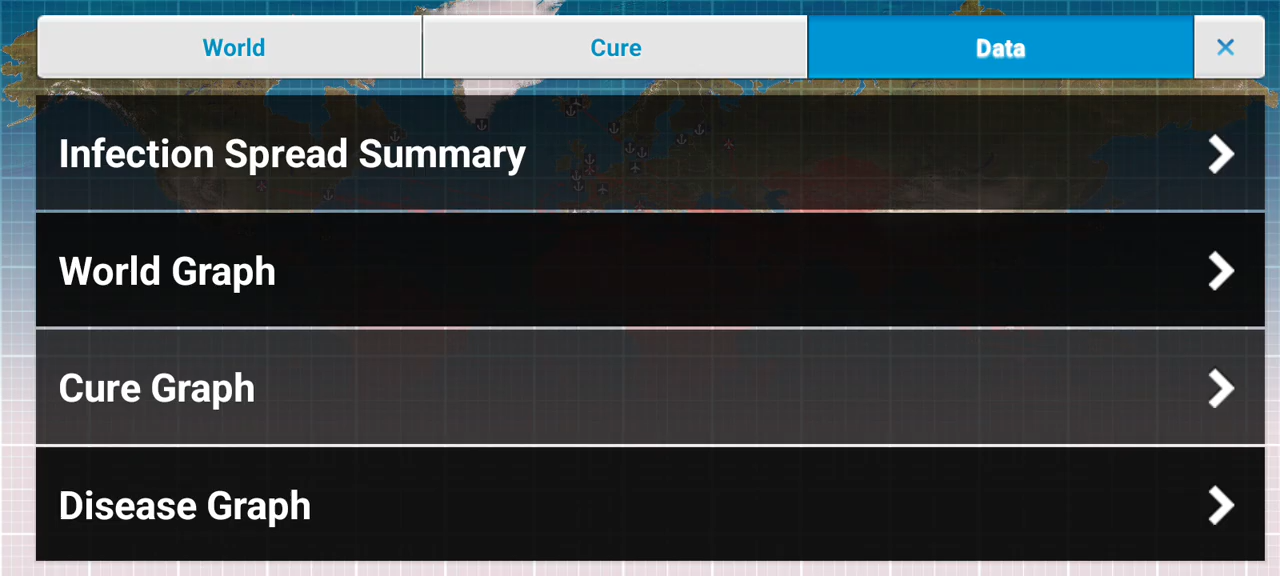 World
Cure
Data
×
Infection Spread Summary
World Graph
Cure Graph
Disease Graph